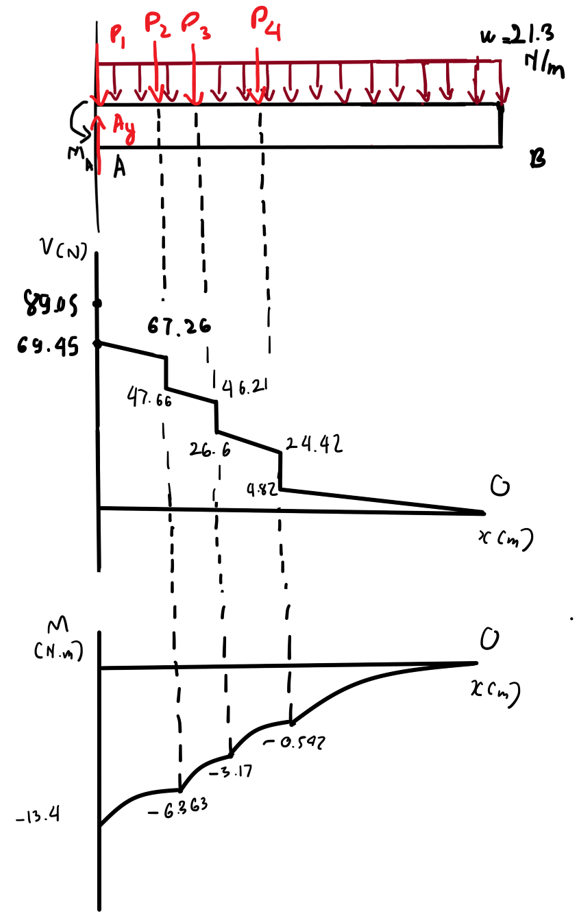 P1 P2 P3 P4
w = 21.3
N/m
Ay
MA
A
B
V(N)
89.05
69.45
67.26
47.66
46.21
26.6
24.42
4.82
0
x(m)
M
(N.m)
0
x(m)
-13.4
-6.363
-3.17
-0.592